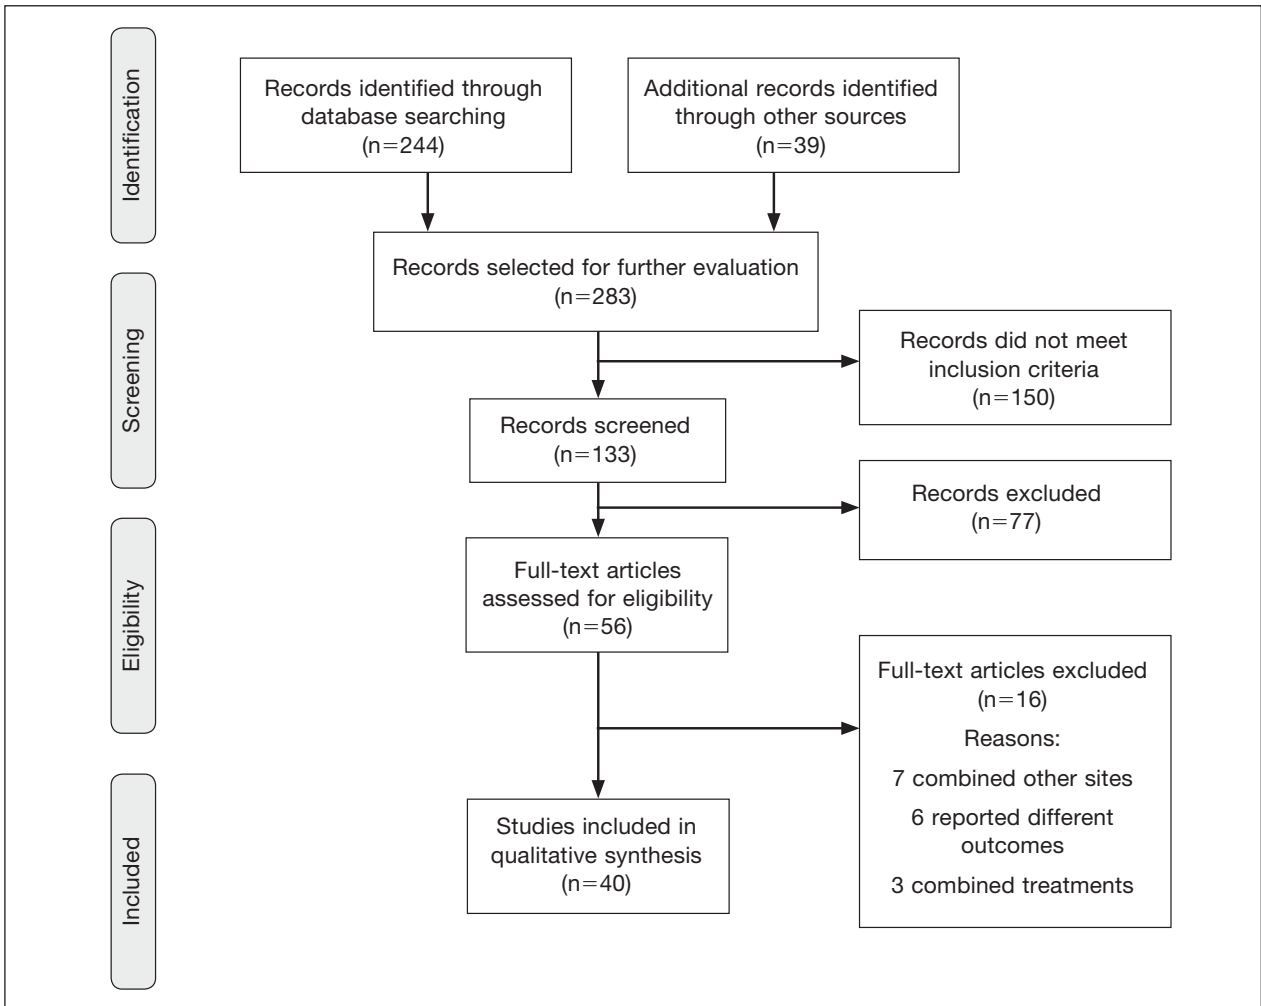 Identification
Records identified through
database searching
(n=244)
Additional records identified
through other sources
(n=39)
Records selected for further evaluation
(n=283)
Screening
Records did not meet
inclusion criteria
(n=150)
Records screened
(n=133)
Records excluded
(n=77)
Eligibility
Full-text articles
assessed for eligibility
(n=56)
Full-text articles excluded
(n=16)
Reasons:
7 combined other sites
6 reported different
outcomes
3 combined treatments
Included
Studies included in
qualitative synthesis
(n=40)